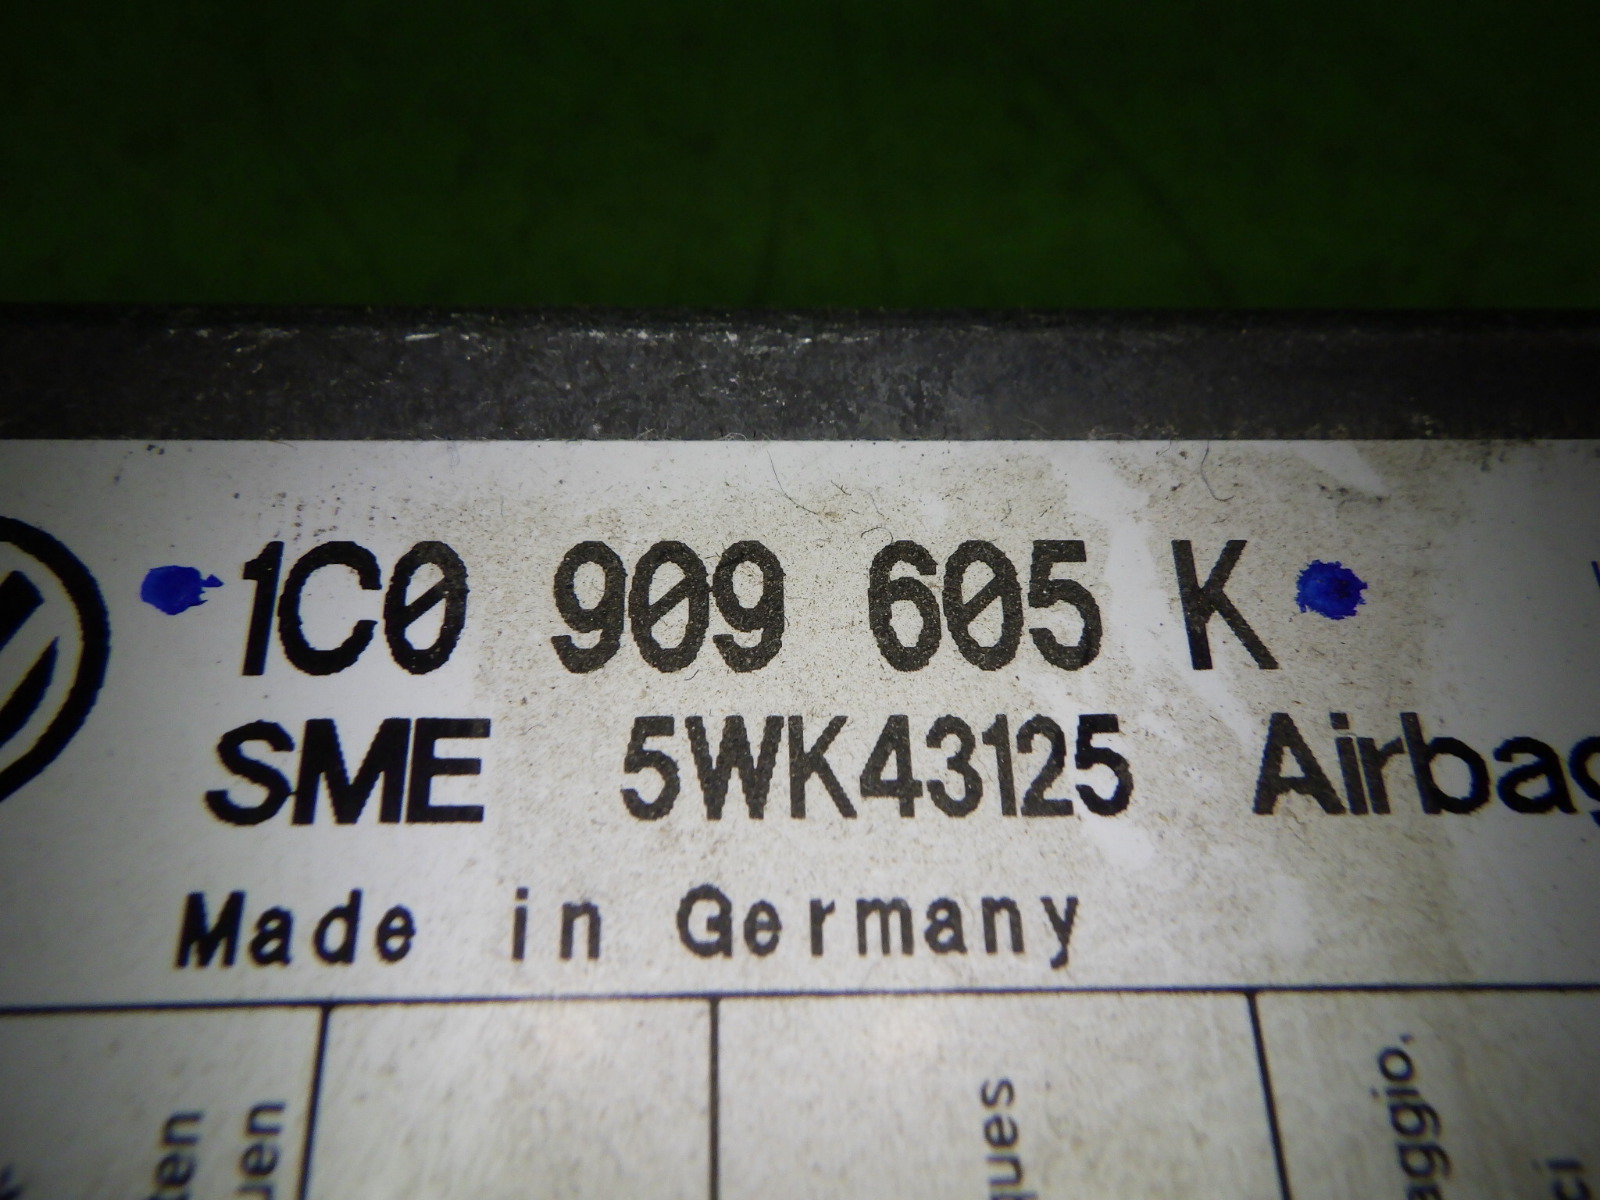 1C0 909 605 K
SME 5WK43125 Airbag
Made in Germany